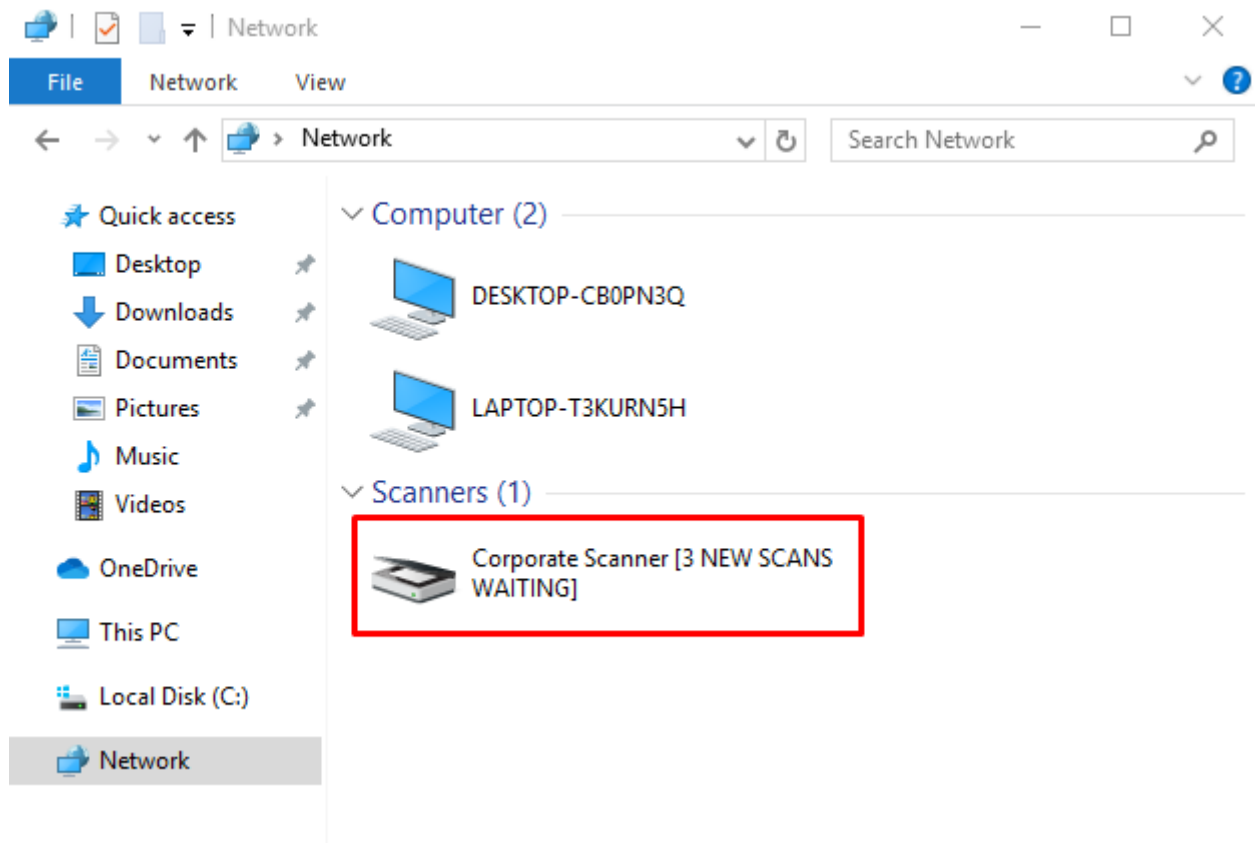 Network
File Network View
Network
Search Network
Quick access
Desktop
Downloads
Documents
Pictures
Music
Videos
OneDrive
This PC
Local Disk (C:)
Network
Computer (2)
DESKTOP-CB0PN3Q
LAPTOP-T3KURN5H
Scanners (1)
Corporate Scanner [3 NEW SCANS
WAITING]